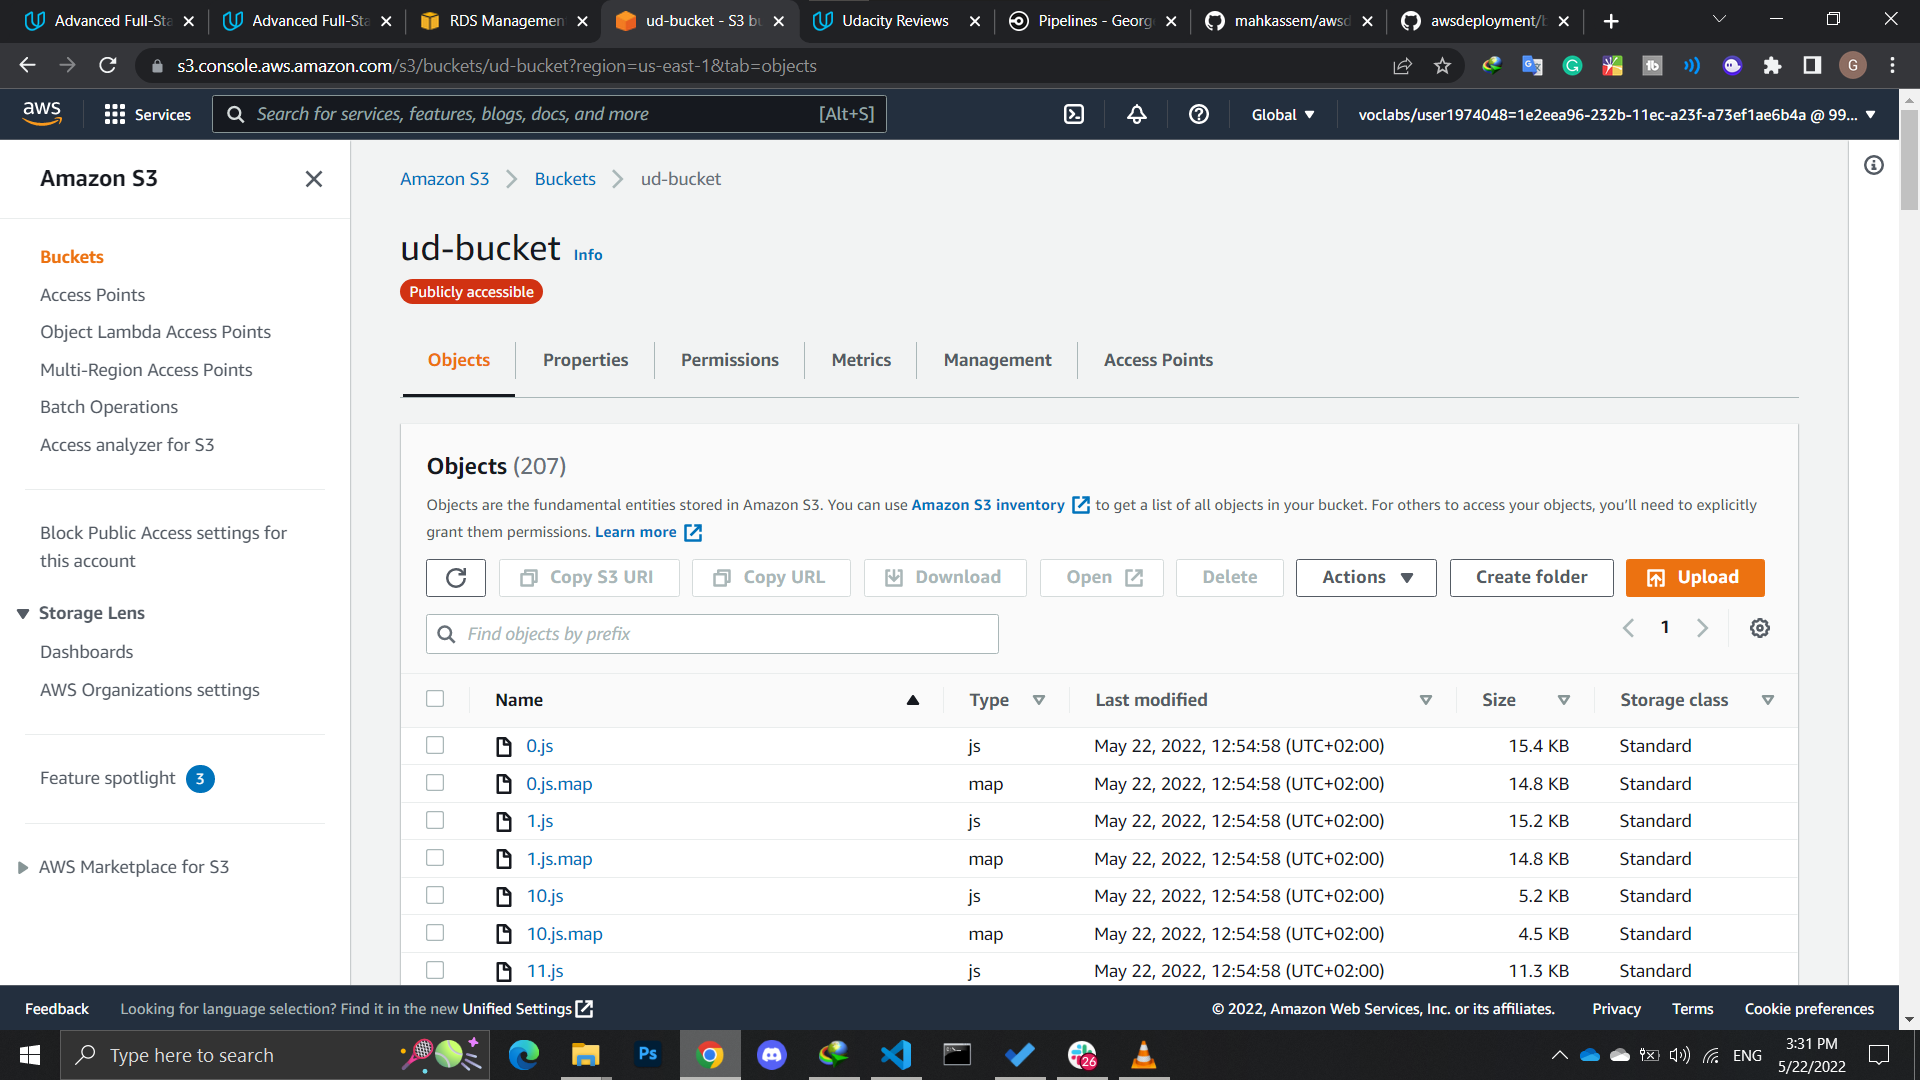 Advanced Full-Sta
Advanced Full-Sta
RDS Managemen
ud-bucket - S3 bu
Udacity Reviews
Pipelines - Georg
mahkassem/awsd
awsdeployment/b
s3.console.aws.amazon.com/s3/buckets/ud-bucket?region=us-east-1&tab=objects
G
aws
Services
Search for services, features, blogs, docs, and more
[Alt+S]
Global
voclabs/user1974048=1e2eea96-232b-11ec-a23f-a73ef1ae6b4a @ 99...
Amazon S3
Buckets
Access Points
Object Lambda Access Points
Multi-Region Access Points
Batch Operations
Access analyzer for S3
Block Public Access settings for
this account
Storage Lens
Dashboards
AWS Organizations settings
Feature spotlight 3
AWS Marketplace for S3
Amazon S3 > Buckets > ud-bucket
ud-bucket Info
Publicly accessible
Objects
Properties
Permissions
Metrics
Management
Access Points
Objects (207)
Objects are the fundamental entities stored in Amazon S3. You can use Amazon S3 inventory to get a list of all objects in your bucket. For others to access your objects, you'll need to explicitly
grant them permissions. Learn more
Copy S3 URI
Copy URL
Download
Open
Delete
Actions
Create folder
Upload
Find objects by prefix
1
Name Type Last modified Size Storage class
0.js js May 22, 2022, 12:54:58 (UTC+02:00) 15.4 KB Standard
0.js.map map May 22, 2022, 12:54:58 (UTC+02:00) 14.8 KB Standard
1.js js May 22, 2022, 12:54:58 (UTC+02:00) 15.2 KB Standard
1.js.map map May 22, 2022, 12:54:58 (UTC+02:00) 14.8 KB Standard
10.js js May 22, 2022, 12:54:58 (UTC+02:00) 5.2 KB Standard
10.js.map map May 22, 2022, 12:54:58 (UTC+02:00) 4.5 KB Standard
11.js js May 22, 2022, 12:54:58 (UTC+02:00) 11.3 KB Standard
Feedback
Looking for language selection? Find it in the new Unified Settings
© 2022, Amazon Web Services, Inc. or its affiliates.
Privacy
Terms
Cookie preferences
Type here to search
Ps
26
ENG
3:31 PM
5/22/2022